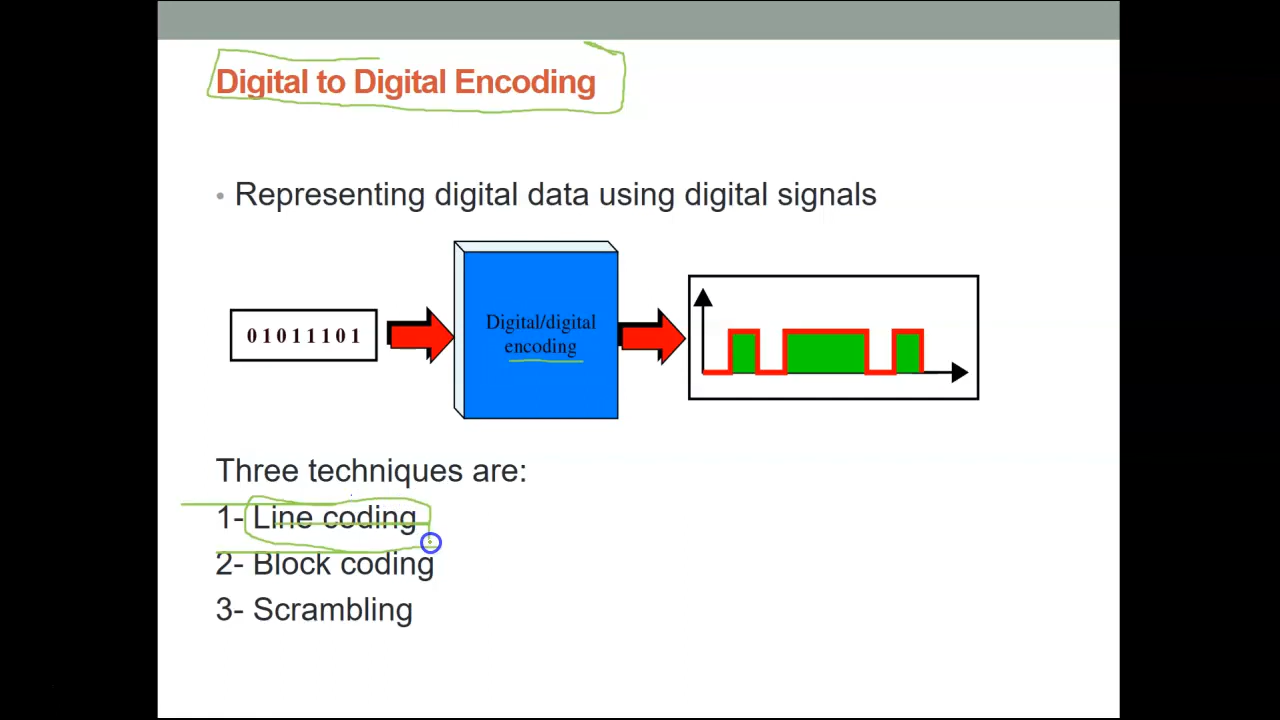 Digital to Digital Encoding
• Representing digital data using digital signals
0 1 0 1 1 1 0 1
Digital/digital
encoding
Three techniques are:
1- Line coding
2- Block coding
3- Scrambling